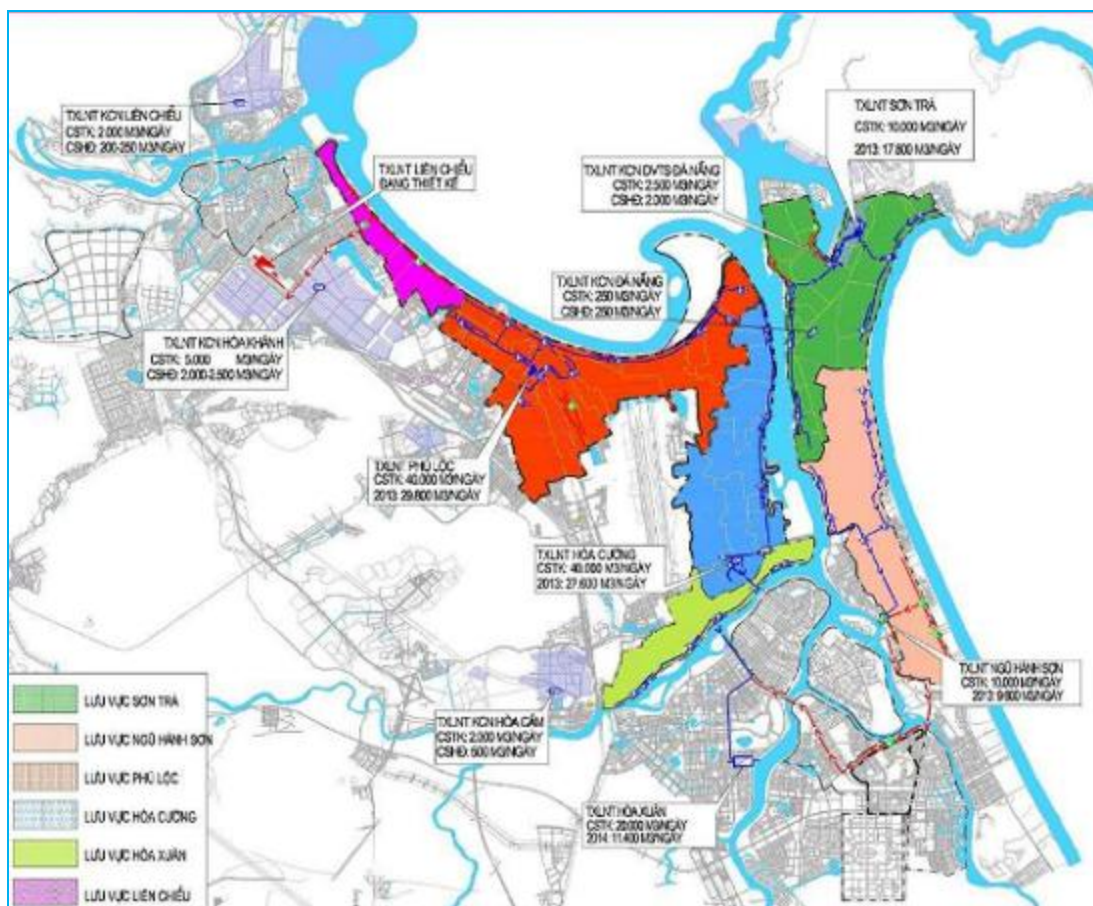 TXLNT KCN LIÊN CHIỂU
CSTK: 2.000 M3/NGÀY
CSHĐ: 200-250 M3/NGÀY
TXLNT LIÊN CHIỂU
ĐANG THIẾT KẾ
TXLNT SƠN TRÀ
CSTK: 10.000 M3/NGÀY
2013: 17.800 M3/NGÀY
TXLNT KCN DVTS ĐÀ NẴNG
CSTK: 2.500 M3/NGÀY
CSHĐ: 2.000 M3/NGÀY
TXLNT KCN ĐÀ NẴNG
CSTK: 250 M3/NGÀY
CSHĐ: 250 M3/NGÀY
TXLNT KCN HÒA KHÁNH
CSTK: 5.000 M3/NGÀY
CSHĐ: 2.000-2.500 M3/NGÀY
TXLNT PHÚ LỘC
CSTK: 40.000 M3/NGÀY
2013: 29.800 M3/NGÀY
TXLNT HÒA CƯỜNG
CSTK: 40.000 M3/NGÀY
2013: 27.600 M3/NGÀY
TXLNT NGŨ HÀNH SƠN
CSTK: 10.000 M3/NGÀY
2013: 9.800 M3/NGÀY
TXLNT KCN HÒA CẦM
CSTK: 2.000 M3/NGÀY
CSHĐ: 500 M3/NGÀY
TXLNT HÒA XUÂN
CSTK: 20.000 M3/NGÀY
2014: 11.400 M3/NGÀY
LƯU VỰC SƠN TRÀ
LƯU VỰC NGŨ HÀNH SƠN
LƯU VỰC PHÚ LỘC
LƯU VỰC HÒA CƯỜNG
LƯU VỰC HÒA XUÂN
LƯU VỰC LIÊN CHIỂU